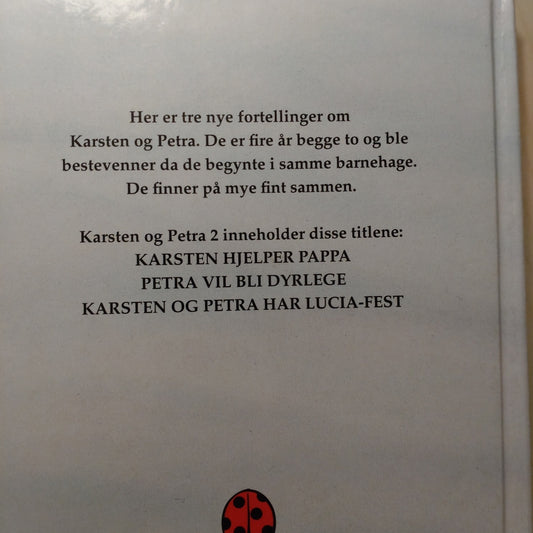 Her er tre nye fortellinger om
Karsten og Petra. De er fire år begge to og ble
bestevenner da de begynte i samme barnehage.
De finner på mye fint sammen.
Karsten og Petra 2 inneholder disse titlene:
KARSTEN HJELPER PAPPA
PETRA VIL BLI DYRLEGE
KARSTEN OG PETRA HAR LUCIA-FEST